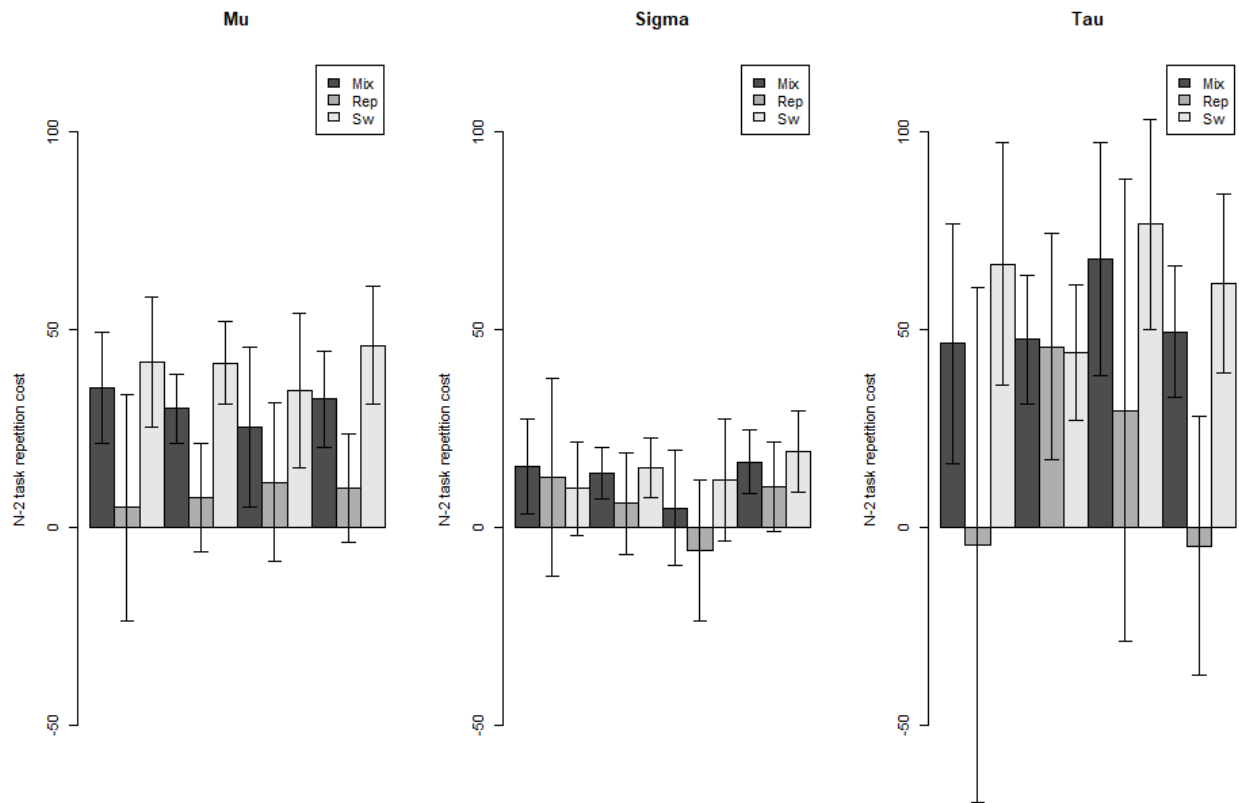 Mu
Mix
Rep
Sw
N-2 task repetition cost
100
50
0
-50
Sigma
Mix
Rep
Sw
N-2 task repetition cost
100
50
0
-50
Tau
Mix
Rep
Sw
N-2 task repetition cost
100
50
0
-50